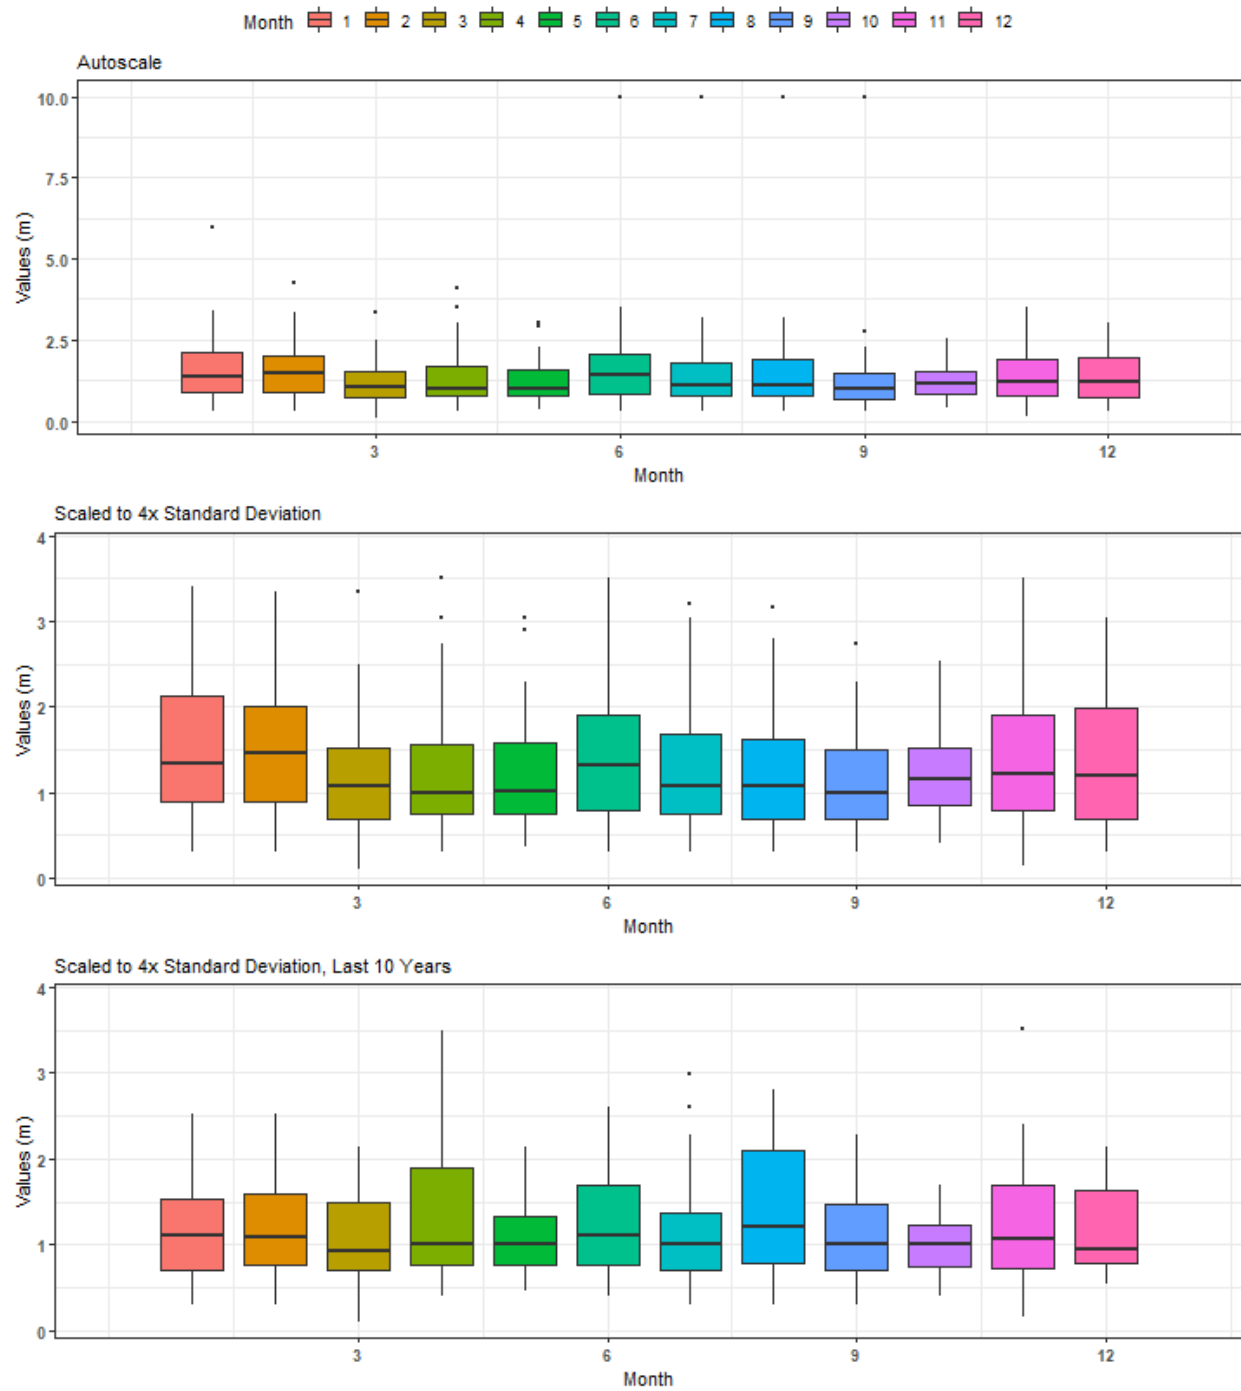 Month 1 2 3 4 5 6 7 8 9 10 11 12
Autoscale
Values (m)
10.0
7.5
5.0
2.5
0.0
3 6 9 12
Month
Scaled to 4x Standard Deviation
Values (m)
4
3
2
1
0
3 6 9 12
Month
Scaled to 4x Standard Deviation, Last 10 Years
Values (m)
4
3
2
1
0
3 6 9 12
Month